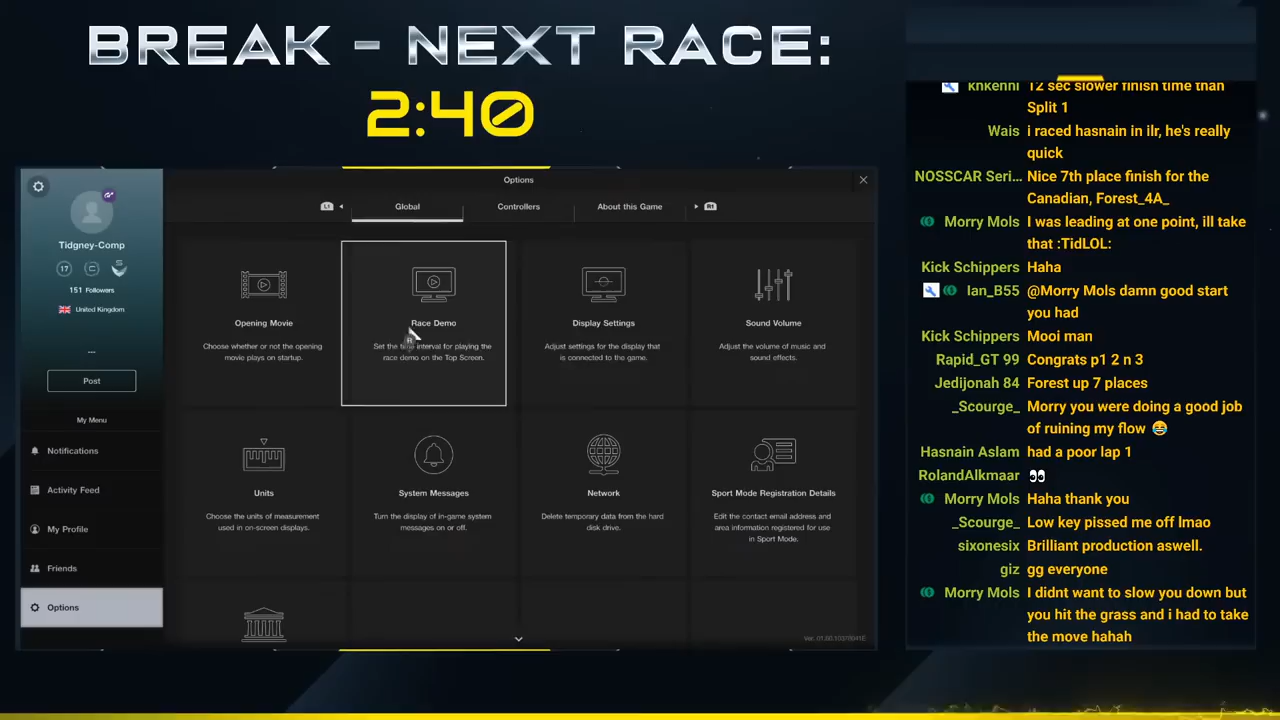 BREAK - NEXT RACE:
2:40
Options
L1
Global
Controllers
About this Game
R1
Tidgney-Comp
17
151 Followers
United Kingdom
---
Post
My Menu
Notifications
Activity Feed
My Profile
Friends
Options
Opening Movie
Choose whether or not the opening
movie plays on startup.
Race Demo
Set the time interval for playing the
race demo on the Top Screen.
Display Settings
Adjust settings for the display that
is connected to the game.
Sound Volume
Adjust the volume of music and
sound effects.
Units
Choose the units of measurement
used in on-screen displays.
System Messages
Turn the display of in-game system
messages on or off.
Network
Delete temporary data from the hard
disk drive.
Sport Mode Registration Details
Edit the contact email address and
area information registered for use
in Sport Mode.
knkenni 12 sec slower finish time than
Split 1
Wais i raced hasnain in ilr, he's really
quick
NOSSCAR Seri... Nice 7th place finish for the
Canadian, Forest_4A_
Morry Mols I was leading at one point, ill take
that :TidLOL:
Kick Schippers Haha
Ian_B55 @Morry Mols damn good start
you had
Kick Schippers Mooi man
Rapid_GT 99 Congrats p1 2 n 3
Jedijonah 84 Forest up 7 places
_Scourge_ Morry you were doing a good job
of ruining my flow 😂
Hasnain Aslam had a poor lap 1
RolandAlkmaar 👀
Morry Mols Haha thank you
_Scourge_ Low key pissed me off lmao
sixonesix Brilliant production aswell.
giz gg everyone
Morry Mols I didnt want to slow you down but
you hit the grass and i had to take
the move hahah